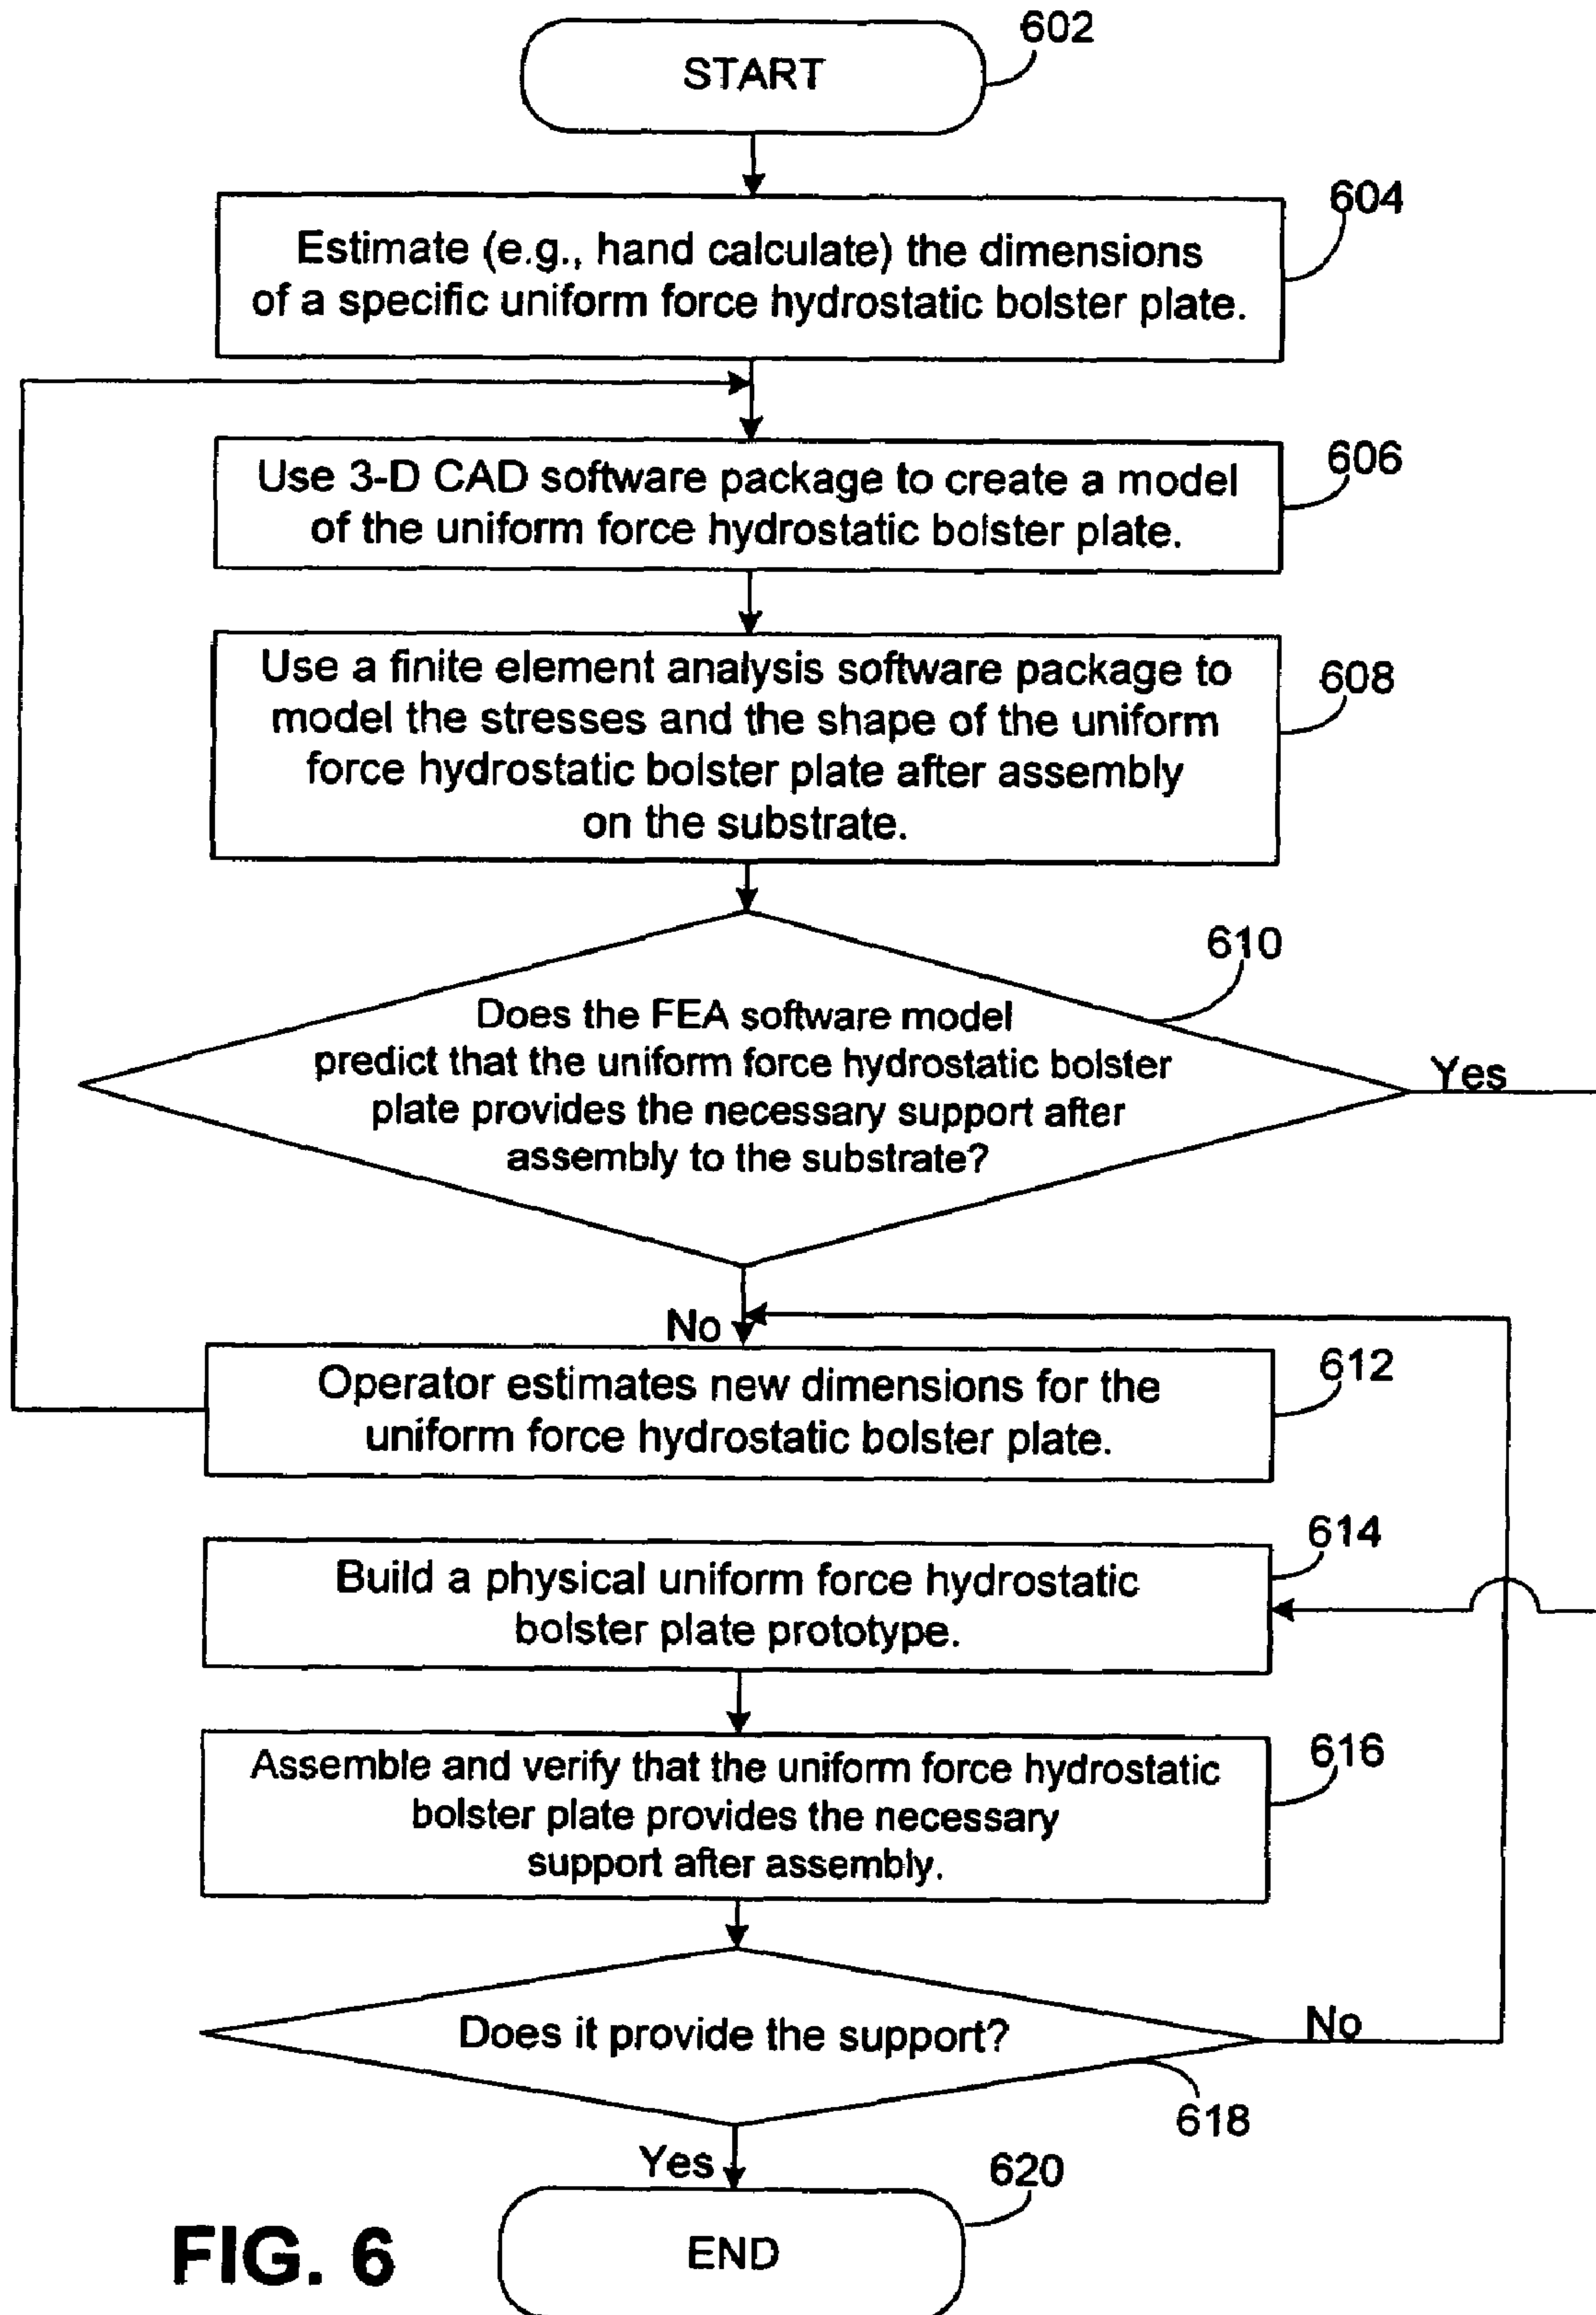 START
602
Estimate (e.g., hand calculate) the dimensions
of a specific uniform force hydrostatic bolster plate.
604
Use 3-D CAD software package to create a model
of the uniform force hydrostatic bolster plate.
606
Use a finite element analysis software package to
model the stresses and the shape of the uniform
force hydrostatic bolster plate after assembly
on the substrate.
608
610
Does the FEA software model
predict that the uniform force hydrostatic bolster
plate provides the necessary support after
assembly to the substrate?
Yes
No
Operator estimates new dimensions for the
uniform force hydrostatic bolster plate.
612
Build a physical uniform force hydrostatic
bolster plate prototype.
614
Assemble and verify that the uniform force hydrostatic
bolster plate provides the necessary
support after assembly.
616
Does it provide the support?
No
618
Yes
620
END
FIG. 6